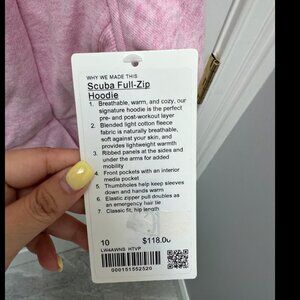 WHY WE MADE THIS
Scuba Full-Zip
Hoodie
1. Breathable, warm, and cozy, our
signature hoodie is the perfect
pre- and post-workout layer
2. Blended light cotton fleece
fabric is naturally breathable,
soft against your skin, and
provides lightweight warmth
3. Ribbed panels at the sides and
under the arms for added
mobility
4. Front pockets with an interior
media pocket
5. Thumbholes help keep sleeves
down and hands warm
6. Elastic zipper pull doubles as
an emergency hair tie
7. Classic fit, hip length
10 $118.00
LW4AWNS HTVP
000151552520